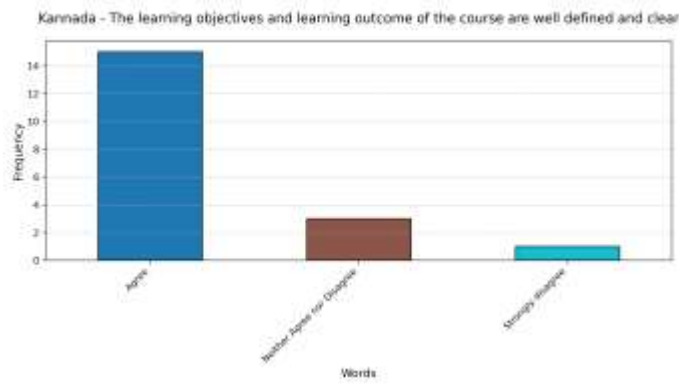 Kannada - The learning objectives and learning outcome of the course are well defined and clear
14
12
10
8
6
4
2
0
Frequency
Agree
Neither Agree nor Disagree
Strongly disagree
Words